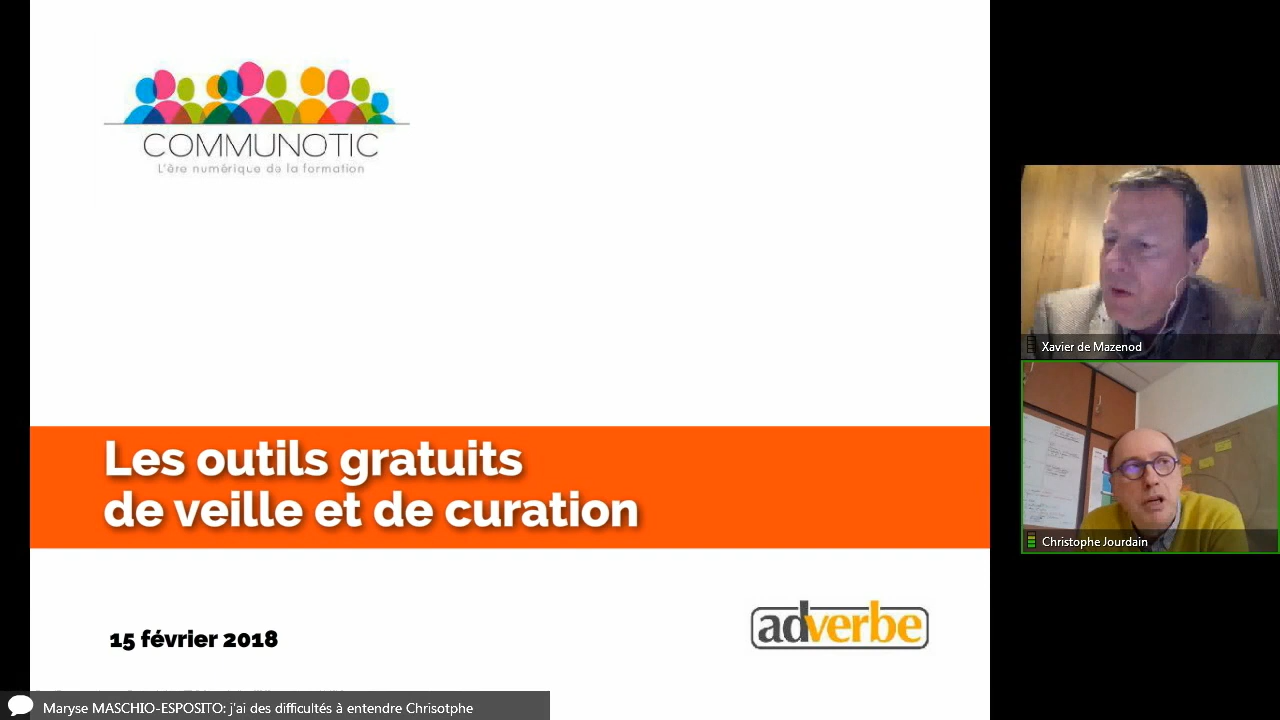 COMMUNOTIC
L'ère numérique de la formation
Les outils gratuits
de veille et de curation
15 février 2018
adverbe
Xavier de Mazenod
Christophe Jourdain
Maryse MASCHIO-ESPOSITO: j'ai des difficultés à entendre Chrisotphe